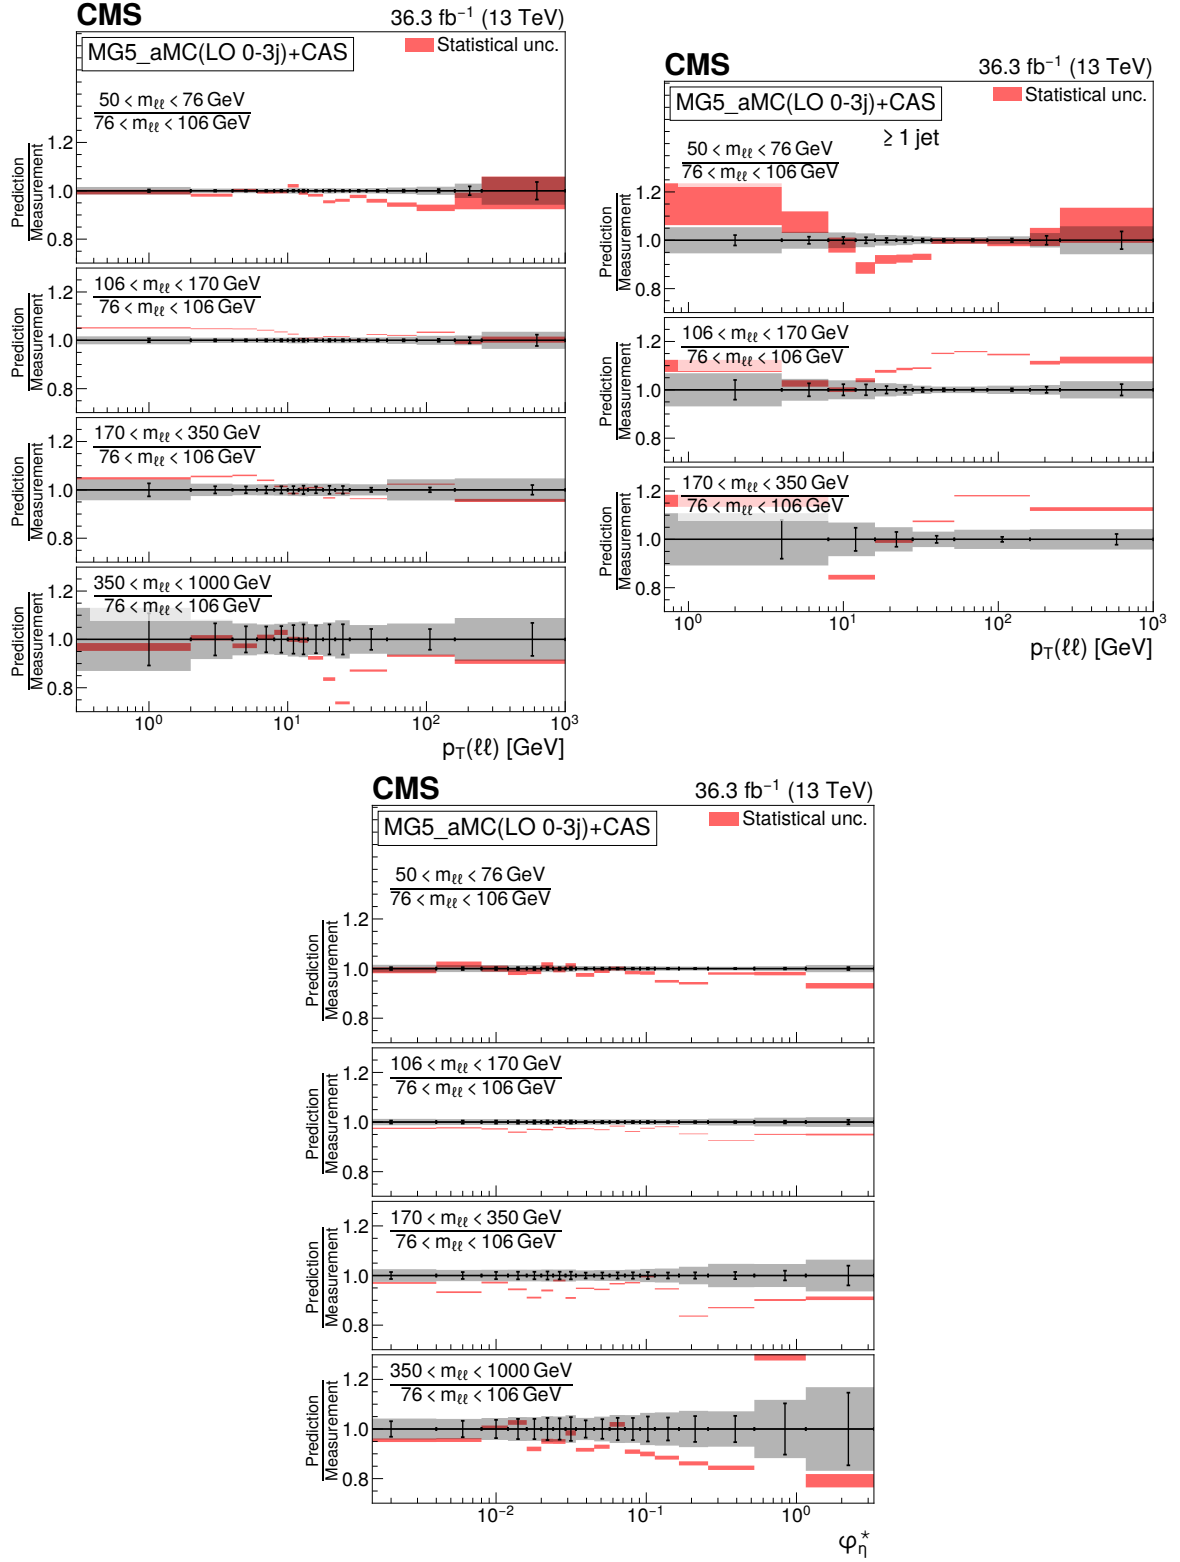 CMS 36.3 fb⁻¹ (13 TeV)
MG5_aMC(LO 0-3j)+CAS
Statistical unc.
50 < mℓℓ < 76 GeV
76 < mℓℓ < 106 GeV
Prediction
Measurement
1.2
1.0
0.8
106 < mℓℓ < 170 GeV
76 < mℓℓ < 106 GeV
Prediction
Measurement
1.2
1.0
0.8
170 < mℓℓ < 350 GeV
76 < mℓℓ < 106 GeV
Prediction
Measurement
1.2
1.0
0.8
350 < mℓℓ < 1000 GeV
76 < mℓℓ < 106 GeV
Prediction
Measurement
1.2
1.0
0.8
10⁰ 10¹ 10² 10³
pT(ℓℓ) [GeV]
CMS 36.3 fb⁻¹ (13 TeV)
MG5_aMC(LO 0-3j)+CAS
Statistical unc.
≥ 1 jet
50 < mℓℓ < 76 GeV
76 < mℓℓ < 106 GeV
Prediction
Measurement
1.2
1.0
0.8
106 < mℓℓ < 170 GeV
76 < mℓℓ < 106 GeV
Prediction
Measurement
1.2
1.0
0.8
170 < mℓℓ < 350 GeV
76 < mℓℓ < 106 GeV
Prediction
Measurement
1.2
1.0
0.8
10⁰ 10¹ 10² 10³
pT(ℓℓ) [GeV]
CMS 36.3 fb⁻¹ (13 TeV)
MG5_aMC(LO 0-3j)+CAS
Statistical unc.
50 < mℓℓ < 76 GeV
76 < mℓℓ < 106 GeV
Prediction
Measurement
1.2
1.0
0.8
106 < mℓℓ < 170 GeV
76 < mℓℓ < 106 GeV
Prediction
Measurement
1.2
1.0
0.8
170 < mℓℓ < 350 GeV
76 < mℓℓ < 106 GeV
Prediction
Measurement
1.2
1.0
0.8
350 < mℓℓ < 1000 GeV
76 < mℓℓ < 106 GeV
Prediction
Measurement
1.2
1.0
0.8
10⁻² 10⁻¹ 10⁰
φ*η